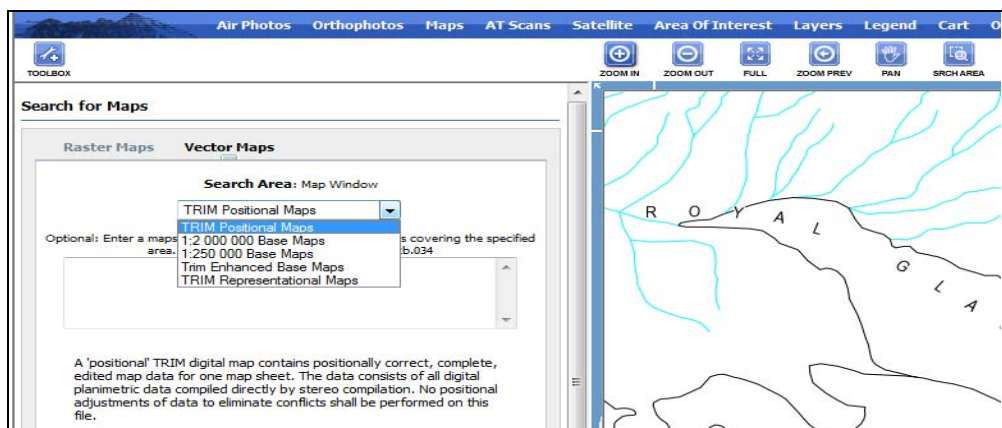 Air Photos Orthophotos Maps AT Scans Satellite Area Of Interest Layers Legend Cart
TOOLBOX
ZOOM IN ZOOM OUT FULL ZOOM PREV PAN SRCH AREA
Search for Maps
Raster Maps Vector Maps
Search Area: Map Window
TRIM Positional Maps
TRIM Positional Maps
1:2 000 000 Base Maps
1:250 000 Base Maps
Trim Enhanced Base Maps
TRIM Representational Maps
Optional: Enter a maps covering the specified
area. b.034
A 'positional' TRIM digital map contains positionally correct, complete,
edited map data for one map sheet. The data consists of all digital
planimetric data compiled directly by stereo compilation. No positional
adjustments of data to eliminate conflicts shall be performed on this
file.
R O Y A L G L A